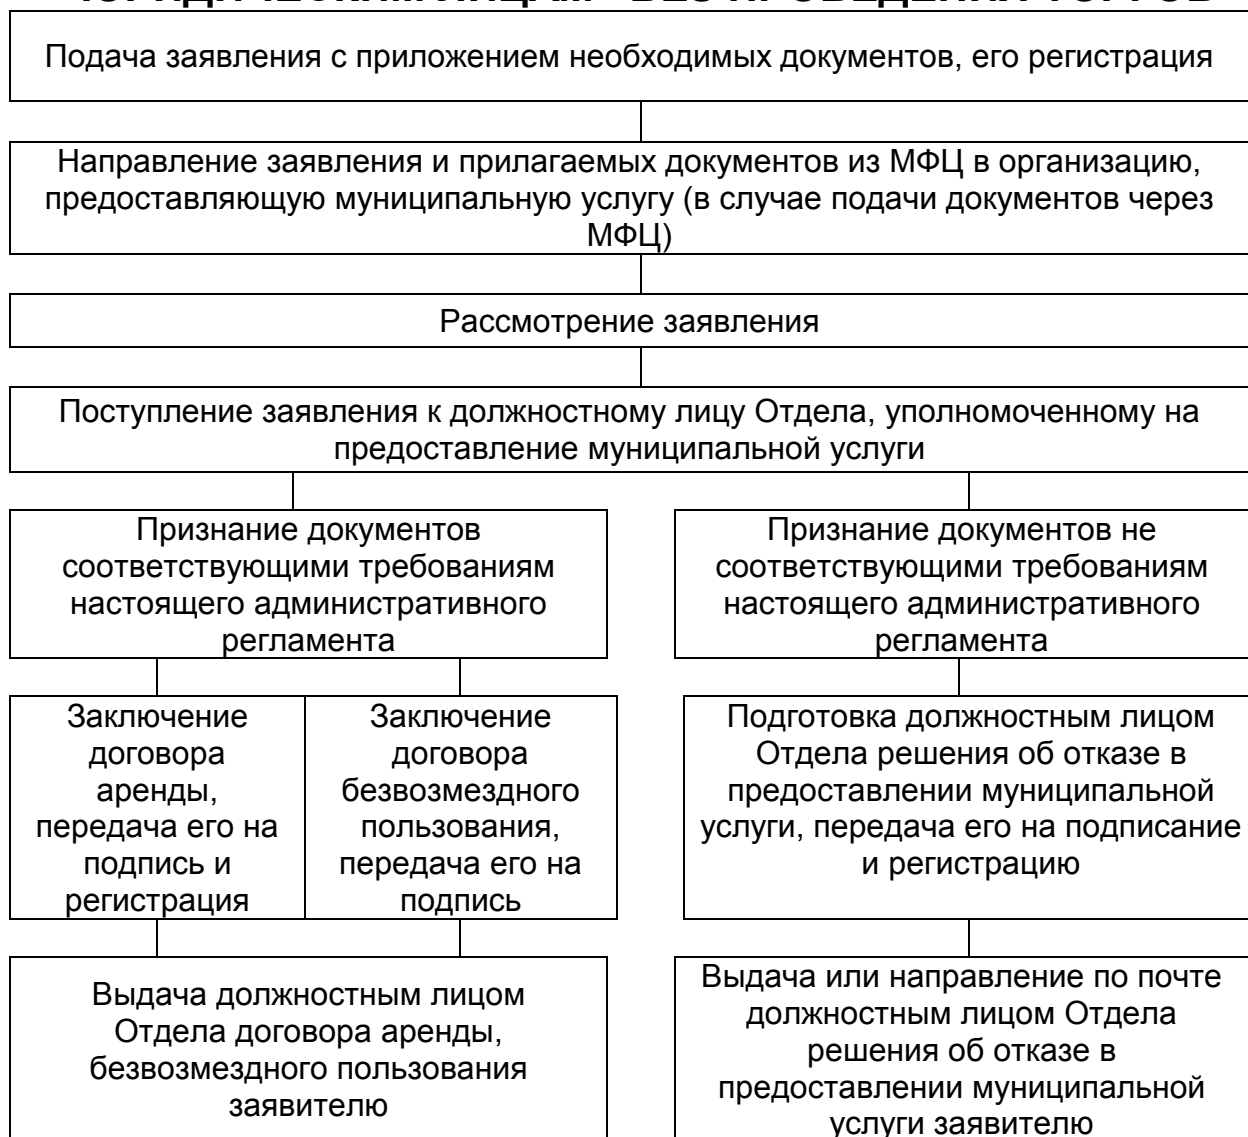 ЮРИДИЧЕСКИМ ЛИЦАМ БЕЗ ПРОВЕДЕНИЯ ТОРГОВ
Подача заявления с приложением необходимых документов, его регистрация
Направление заявления и прилагаемых документов из МФЦ в организацию,
предоставляющую муниципальную услугу (в случае подачи документов через
МФЦ)
Рассмотрение заявления
Поступление заявления к должностному лицу Отдела, уполномоченному на
предоставление муниципальной услуги
Признание документов
соответствующими требованиям
настоящего административного
регламента
Признание документов не
соответствующими требованиям
настоящего административного
регламента
Заключение
договора
аренды,
передача его на
подпись и
регистрация
Заключение
договора
безвозмездного
пользования,
передача его на
подпись
Подготовка должностным лицом
Отдела решения об отказе в
предоставлении муниципальной
услуги, передача его на подписание
и регистрацию
Выдача должностным лицом
Отдела договора аренды,
безвозмездного пользования
заявителю
Выдача или направление по почте
должностным лицом Отдела
решения об отказе в
предоставлении муниципальной
услуги заявителю